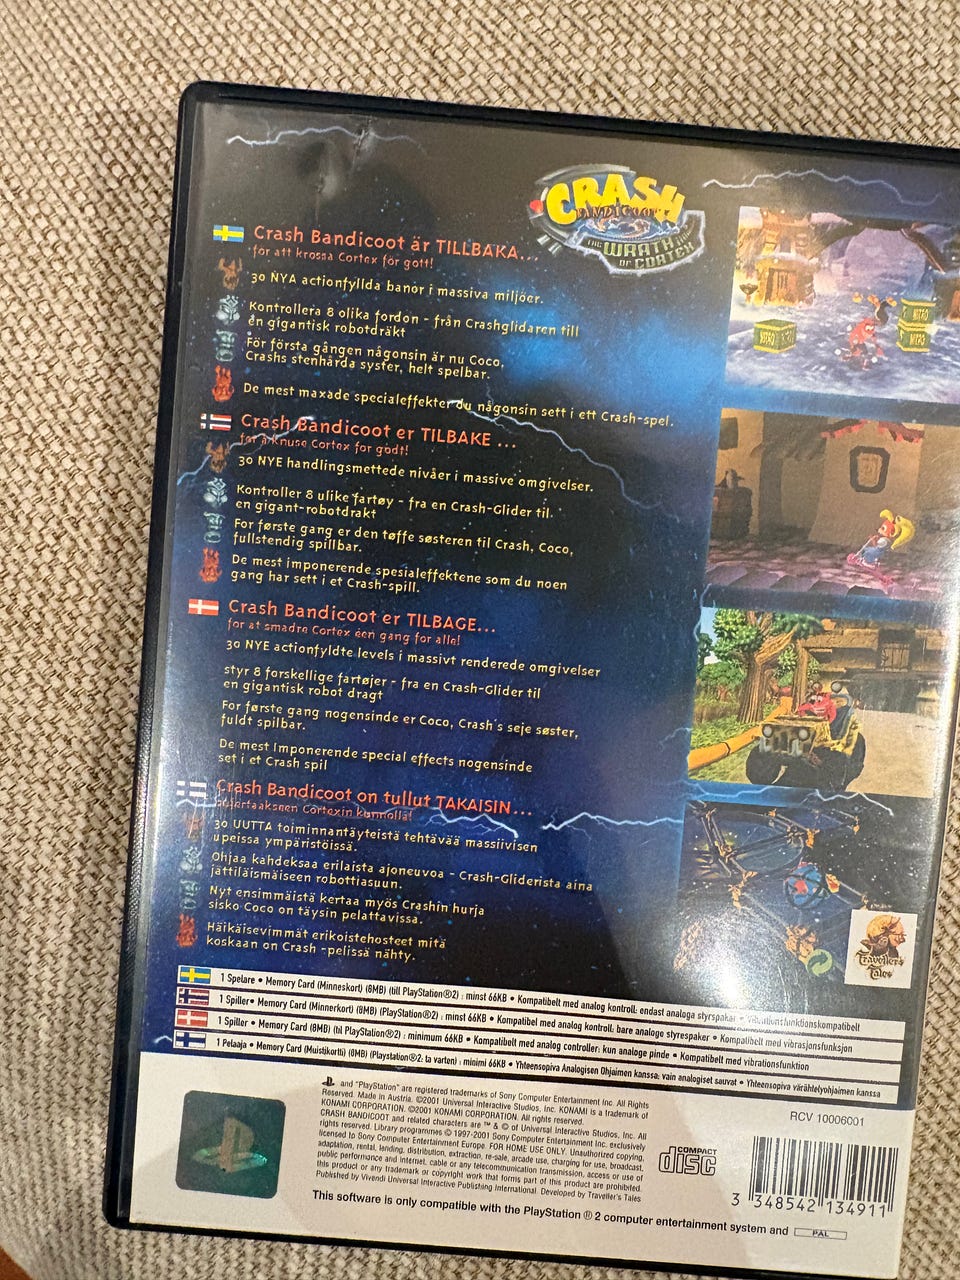 CRASH
BANDICOOT
THE WRATH
OF CORTEX
Crash Bandicoot är TILLBAKA...
för att krossa Cortex för gott!
30 NYA actionfyllda banor i massiva miljöer.
Kontrollera 8 olika fordon - från Crashglidaren till
en gigantisk robotdräkt
För första gången någonsin är nu Coco,
Crashs stenhårda syster, helt spelbar.
De mest maxade specialeffekter du någonsin sett i ett Crash-spel.
Crash Bandicoot er TILBAKE ...
for å knuse Cortex for godt!
30 NYE handlingsmettede nivåer i massive omgivelser.
Kontroller 8 ulike fartøy - fra en Crash-Glider til
en gigant-robotdrakt
For første gang er den tøffe søsteren til Crash, Coco,
fullstendig spillbar.
De mest imponerende spesialeffektene som du noen
gang har sett i et Crash-spill.
Crash Bandicoot er TILBAGE...
for at smadre Cortex éen gang for alle!
30 NYE actionfyldte levels i massivt renderede omgivelser
styr 8 forskellige fartøjer - fra en Crash-Glider til
en gigantisk robot dragt
For første gang nogensinde er Coco, Crash's seje søster,
fuldt spilbar.
De mest Imponerende special effects nogensinde
set i et Crash spil
Crash Bandicoot on tullut TAKAISIN...
Cortexin kunnolla!
30 UUTTA toiminnantäyteistä tehtävää massiivisen
upeissa ympäristöissä.
Ohjaa kahdeksaa erilaista ajoneuvoa - Crash-Gliderista aina
jättiläismäiseen robottiasuun.
Nyt ensimmäistä kertaa myös Crashin hurja
sisko Coco on täysin pelattavissa.
Häikäisevimmät erikoistehosteet mitä
koskaan on Crash -pelissä nähty.
NITRO
NITRO
NITRO
Traveller's
Tales
1 Spelare • Memory Card (Minneskort) (8MB) (till PlayStation®2) : minst 66KB • Kompatibelt med analog kontroll: endast analoga styrspakar • Vibrationsfunktionskompatibelt
1 Spiller • Memory Card (Minnerkort) (8MB) (PlayStation®2) : minst 66KB • Kompatibel med analog kontroll: bare analoge styrespaker • Kompatibelt med vibrasjonsfunksjon
1 Spiller • Memory Card (8MB) (til PlayStation®2) : minimum 66KB • Kompatibelt med analog controller: kun analoge pinde • Kompatibelt med vibrationfunktion
1 Pelaaja • Memory Card (Muistikortti) (8MB) (Playstation®2: ta varten) : minimi 66KB • Yhteensopiva Analogisen Ohjaimen kanssa: vain analogiset sauvat • Yhteensopiva värähtelyohjaimen kanssa
and "PlayStation" are registered trademarks of Sony Computer Entertainment Inc. All Rights
Reserved. Made in Austria. ©2001 Universal Interactive Studios, Inc. KONAMI is a trademark of
KONAMI CORPORATION. ©2001 KONAMI CORPORATION. All rights reserved.
CRASH BANDICOOT and related characters are ™ & © of Universal Interactive Studios, Inc. All
rights reserved. Library programmes © 1997-2001 Sony Computer Entertainment Inc. exclusively
licensed to Sony Computer Entertainment Europe. FOR HOME USE ONLY. Unauthorized copying,
adaptation, rental, lending, distribution, extraction, re-sale, arcade use, charging for use, broadcast,
public performance and internet, cable or any telecommunication transmission, access or use of
this product or any trademark or copyright work that forms part of this product are prohibited.
Published by Vivendi Universal Interactive Publishing International. Developed by Traveller's Tales
This software is only compatible with the PlayStation®2 computer entertainment system and PAL
COMPACT
disc
RCV 10006001
3 348542 134911